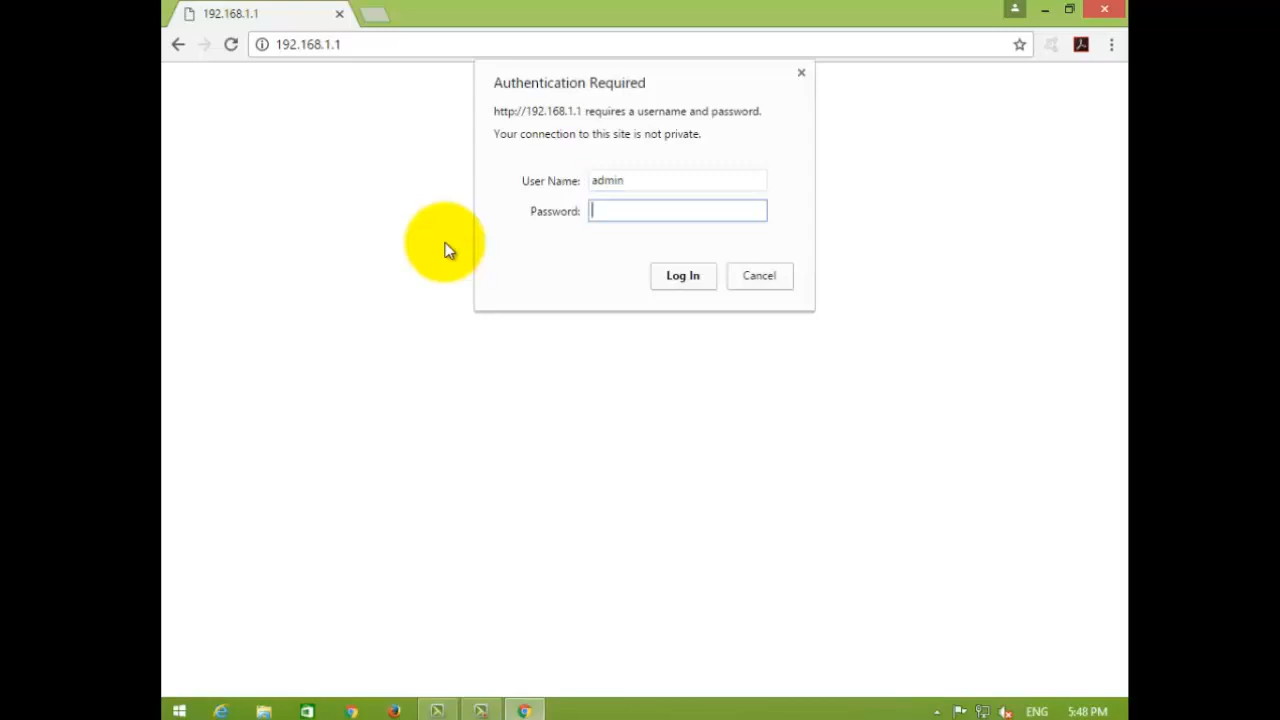 192.168.1.1
192.168.1.1
Authentication Required
http://192.168.1.1 requires a username and password.
Your connection to this site is not private.
User Name: admin
Password:
Log In Cancel
ENG 5:48 PM